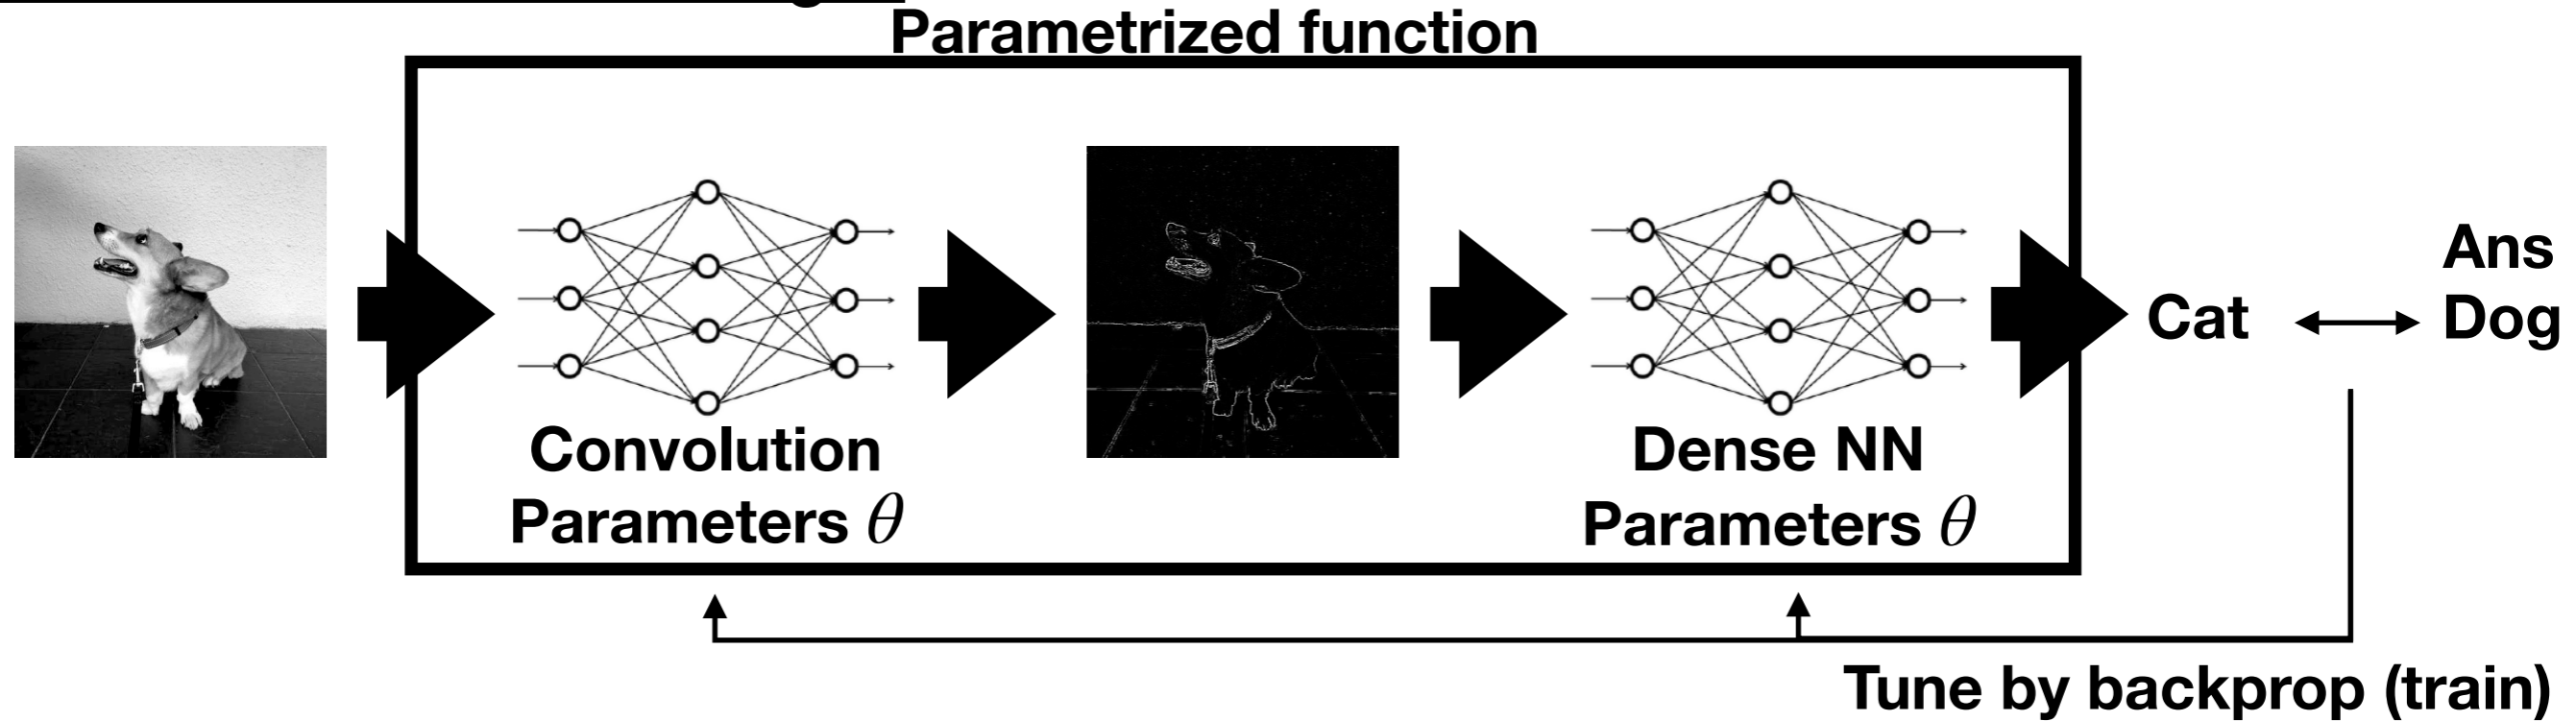 Parametrized function
Convolution
Parameters θ
Dense NN
Parameters θ
Cat
Ans
Dog
Tune by backprop (train)